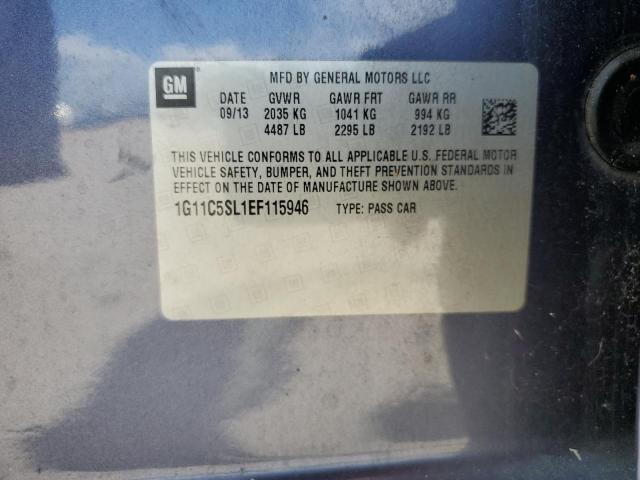 GM
MFD BY GENERAL MOTORS LLC
DATE GVWR GAWR FRT GAWR RR
09/13 2035 KG 1041 KG 994 KG
4487 LB 2295 LB 2192 LB
THIS VEHICLE CONFORMS TO ALL APPLICABLE U.S. FEDERAL MOTOR
VEHICLE SAFETY, BUMPER, AND THEFT PREVENTION STANDARDS IN
EFFECT ON THE DATE OF MANUFACTURE SHOWN ABOVE.
1G11C5SL1EF115946 TYPE: PASS CAR